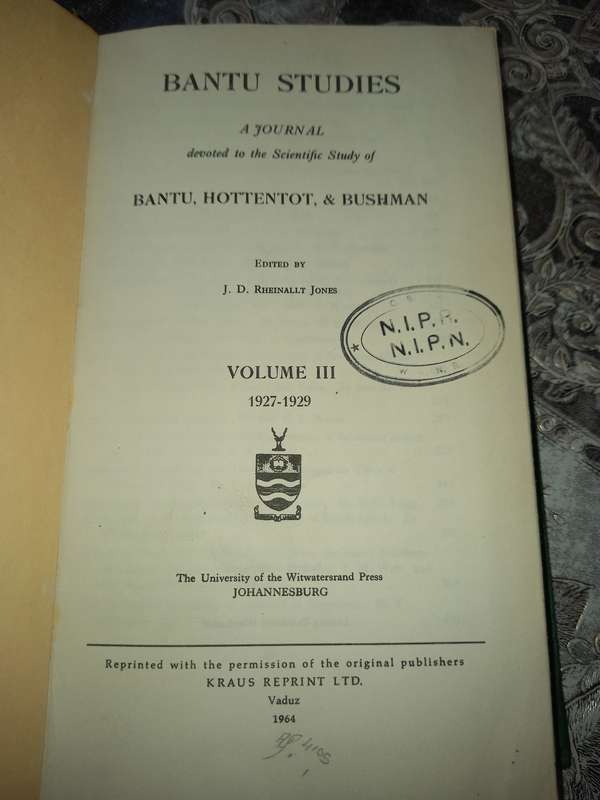 BANTU STUDIES
A JOURNAL
devoted to the Scientific Study of
BANTU, HOTTENTOT, & BUSHMAN
EDITED BY
J. D. RHEINALLT JONES
N.I.P.R.
N.I.P.N.
VOLUME III
1927-1929
The University of the Witwatersrand Press
JOHANNESBURG
Reprinted with the permission of the original publishers
KRAUS REPRINT LTD.
Vaduz
1964